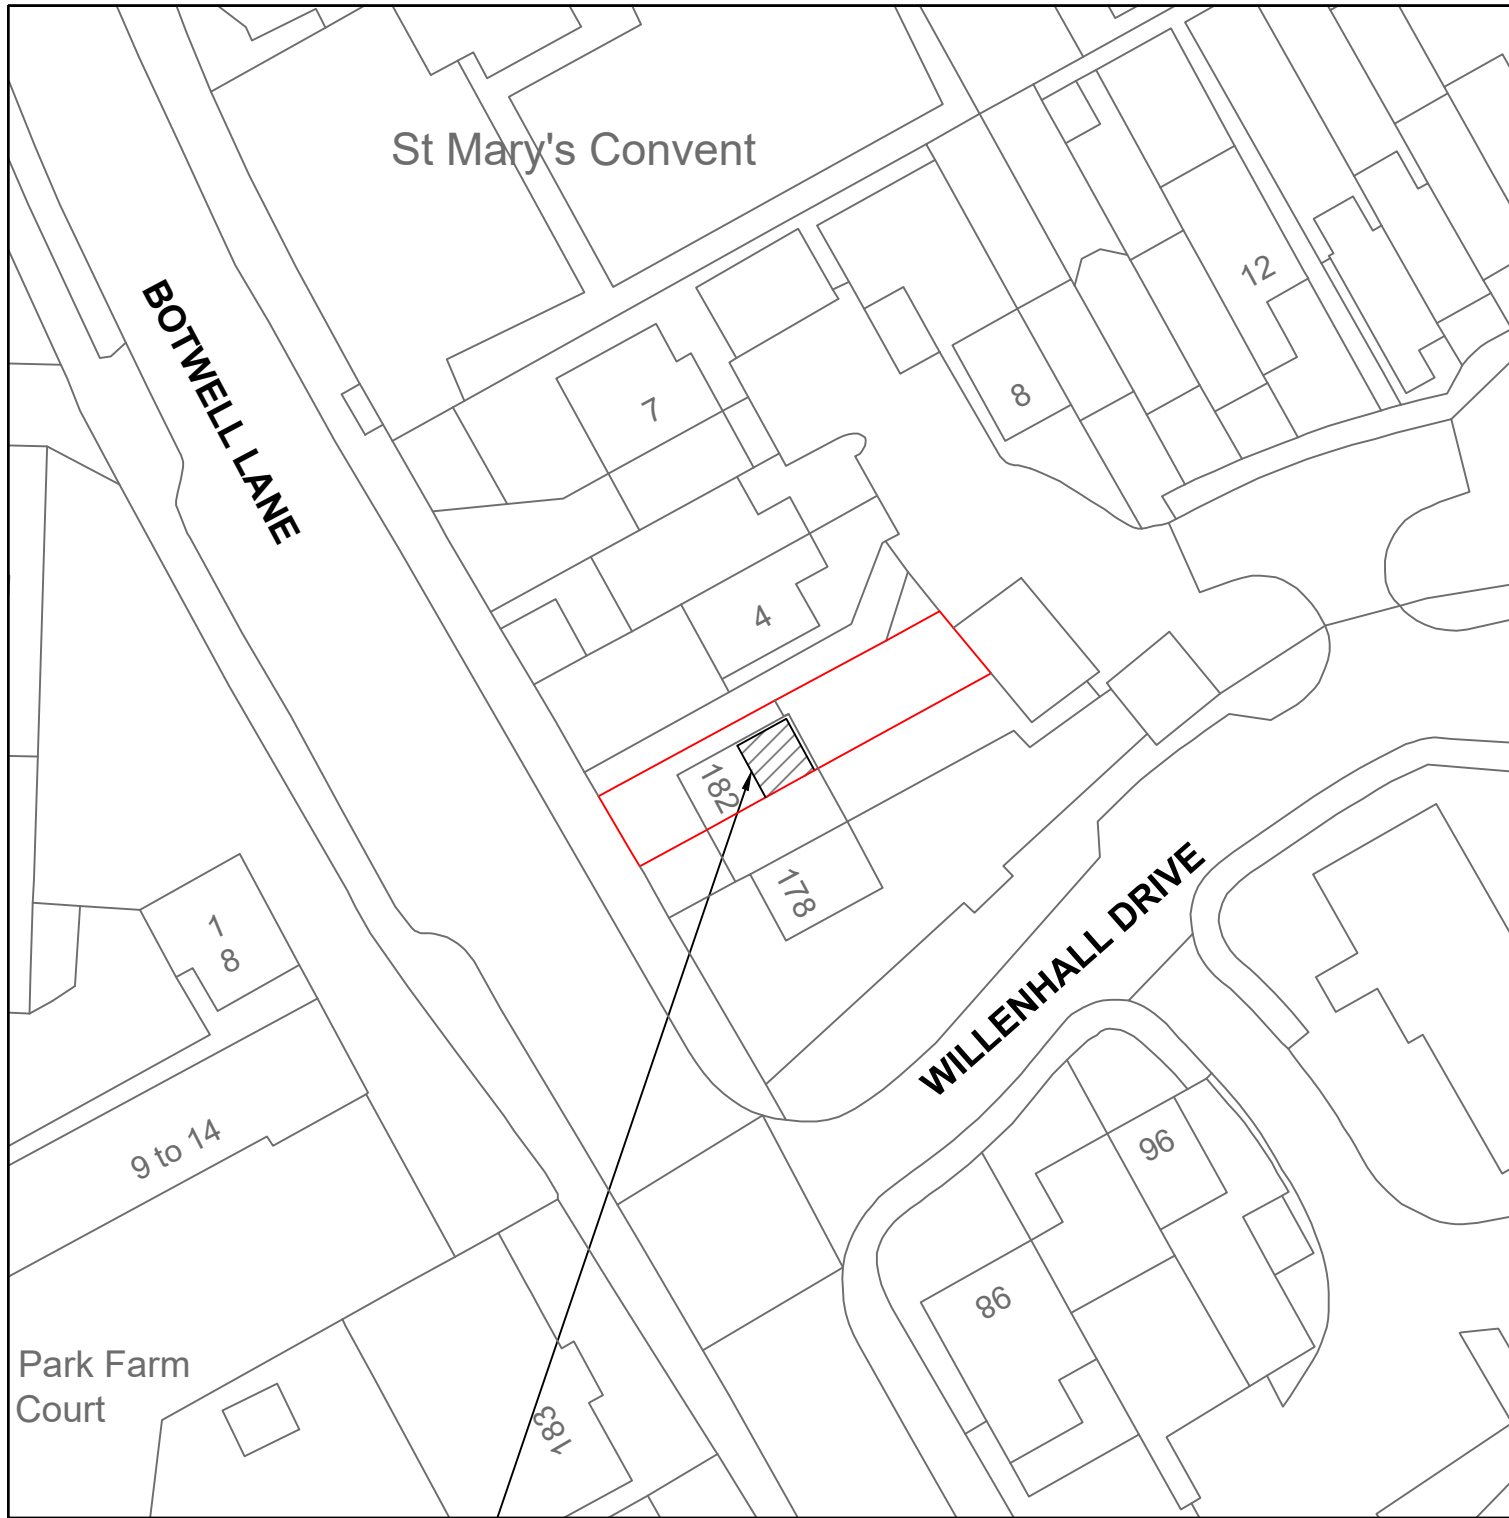 St Mary's Convent
BOTWELL LANE
12
8
7
4
182
178
WILLENHALL DRIVE
1
8
9 to 14
96
86
Park Farm
Court
183